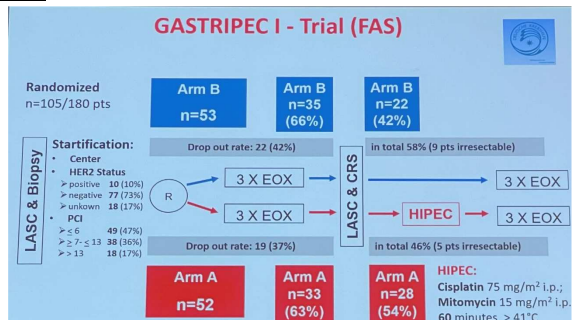 GASTRIPEC I - Trial (FAS)
Randomized
n=105/180 pts
Arm B
n=53
Arm B
n=35
(66%)
Arm B
n=22
(42%)
Drop out rate: 22 (42%)
in total 58% (9 pts irresectable)
LASC & Biopsy
Startification:
• Center
• HER2 Status
➢ positive 10 (10%)
➢ negative 77 (73%)
➢ unkown 18 (17%)
• PCI
➢ ≤ 6 49 (47%)
➢ ≥ 7- ≤ 13 38 (36%)
➢ > 13 18 (17%)
R
3 X EOX
3 X EOX
LASC & CRS
3 X EOX
HIPEC
3 X EOX
Drop out rate: 19 (37%)
in total 46% (5 pts irresectable)
Arm A
n=52
Arm A
n=33
(63%)
Arm A
n=28
(54%)
HIPEC:
Cisplatin 75 mg/m² i.p.;
Mitomycin 15 mg/m² i.p.
60 minutes, > 41°C